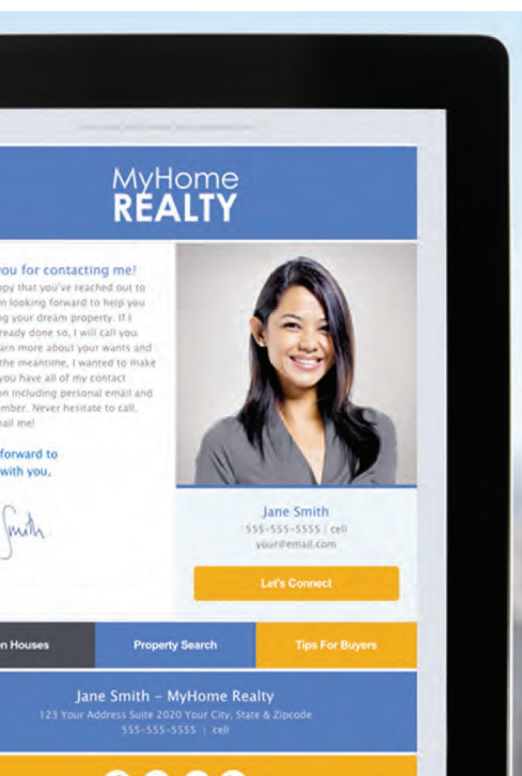 MyHome
REALTY
you for contacting me!
ppy that you've reached out to
m looking forward to help you
ng your dream property. If I
ready done so, I will call you
arn more about your wants and
the meantime, I wanted to make
you have all of my contact
on including personal email and
mber. Never hesitate to call,
ail me!
forward to
with you,
Smith
Jane Smith
555-555-5555 | cell
your@email.com
Let's Connect
n Houses
Property Search
Tips For Buyers
Jane Smith – MyHome Realty
123 Your Address Suite 2020 Your City, State & Zipcode
555-555-5555 | cell